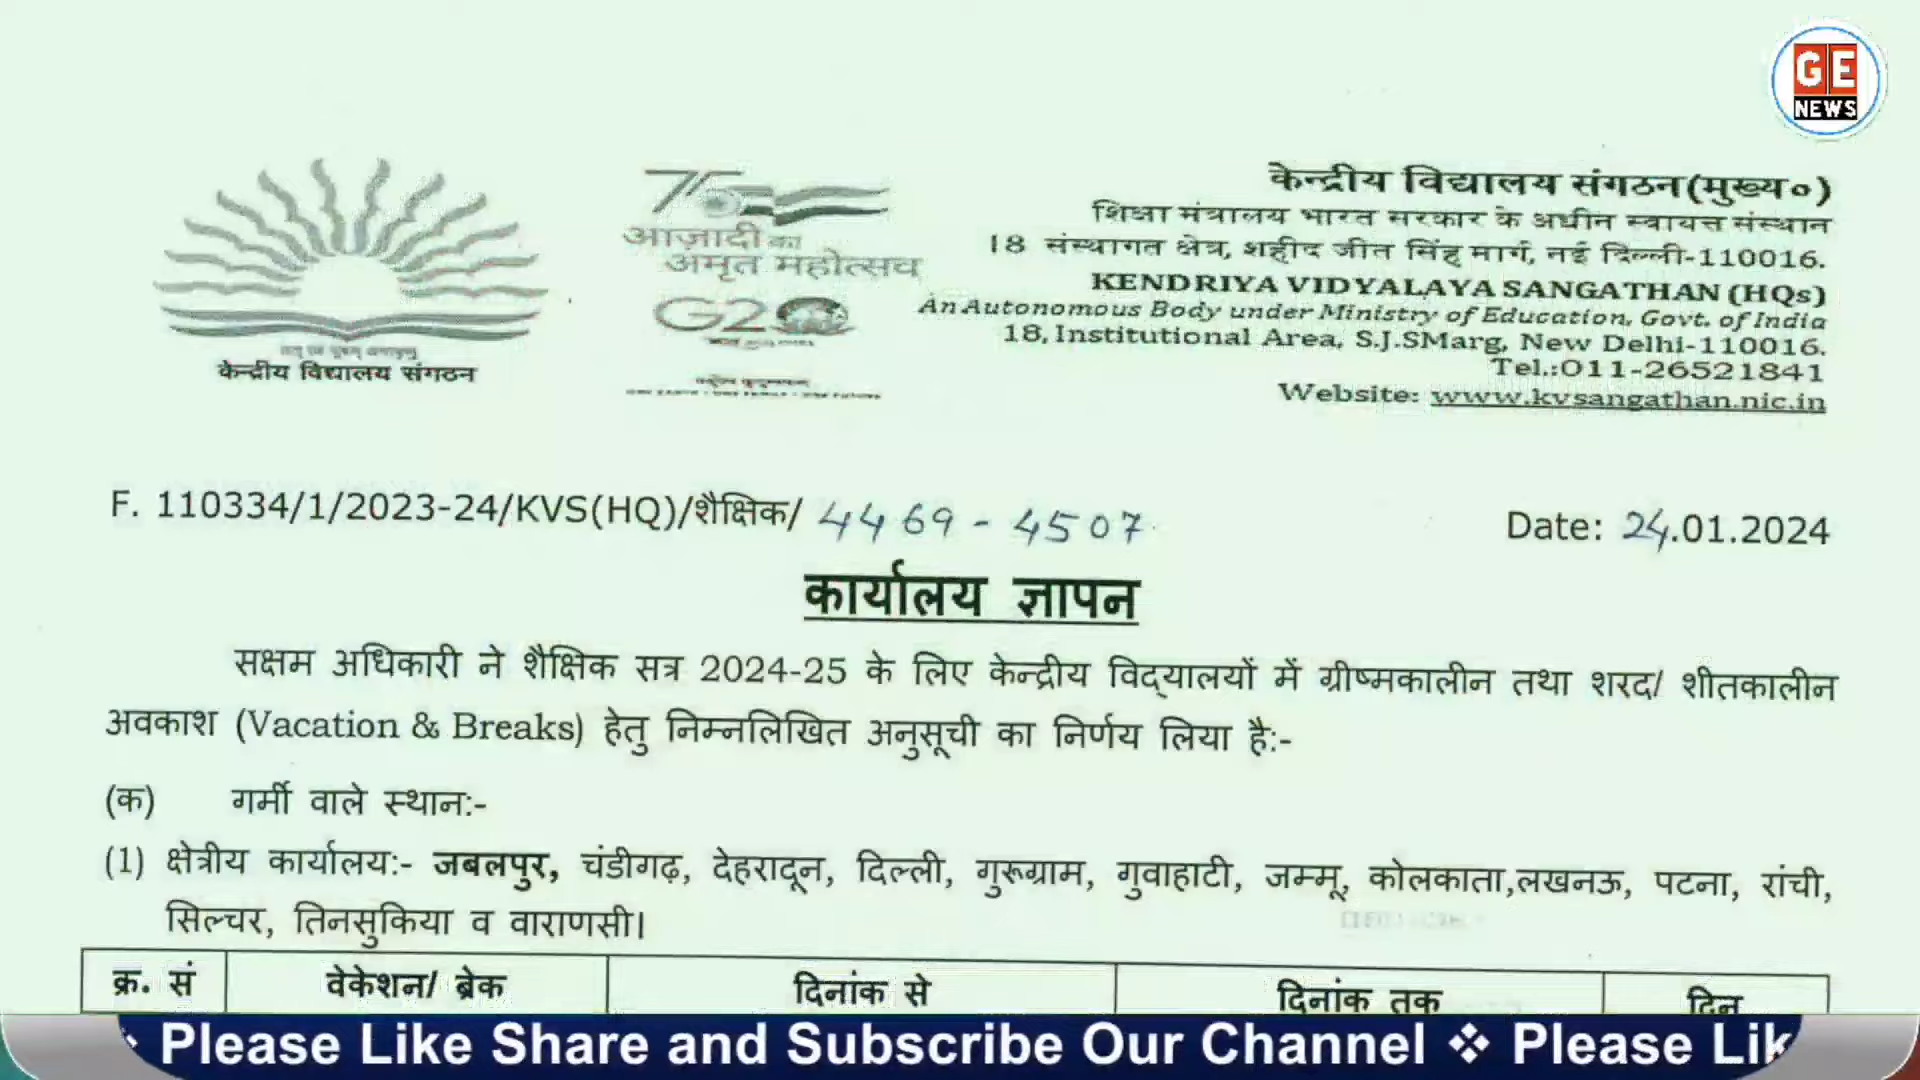 GE
NEWS
केन्द्रीय विद्यालय संगठन(मुख्य०)
शिक्षा मंत्रालय भारत सरकार के अधीन स्वायत्त संस्थान
18 संस्थागत क्षेत्र, शहीद जीत सिंह मार्ग, नई दिल्ली-110016.
KENDRIYA VIDYALAYA SANGATHAN (HQs)
An Autonomous Body under Ministry of Education, Govt. of India
18, Institutional Area, S.J.SMarg, New Delhi-110016.
Tel.:011-26521841
Website: www.kvsangathan.nic.in
75
आज़ादी का
अमृत महोत्सव
G20
केन्द्रीय विद्यालय संगठन
F. 110334/1/2023-24/KVS(HQ)/शैक्षिक/ 4469 - 4507
Date: 24.01.2024
कार्यालय ज्ञापन
सक्षम अधिकारी ने शैक्षिक सत्र 2024-25 के लिए केन्द्रीय विद्यालयों में ग्रीष्मकालीन तथा शरद/ शीतकालीन
अवकाश (Vacation & Breaks) हेतु निम्नलिखित अनुसूची का निर्णय लिया है:-
(क) गर्मी वाले स्थान:-
(1) क्षेत्रीय कार्यालय:- जबलपुर, चंडीगढ़, देहरादून, दिल्ली, गुरूग्राम, गुवाहाटी, जम्मू, कोलकाता,लखनऊ, पटना, रांची,
सिल्चर, तिनसुकिया व वाराणसी।
क्र. सं वेकेशन/ ब्रेक दिनांक से दिनांक तक दिन
Please Like Share and Subscribe Our Channel ❖ Please Lik